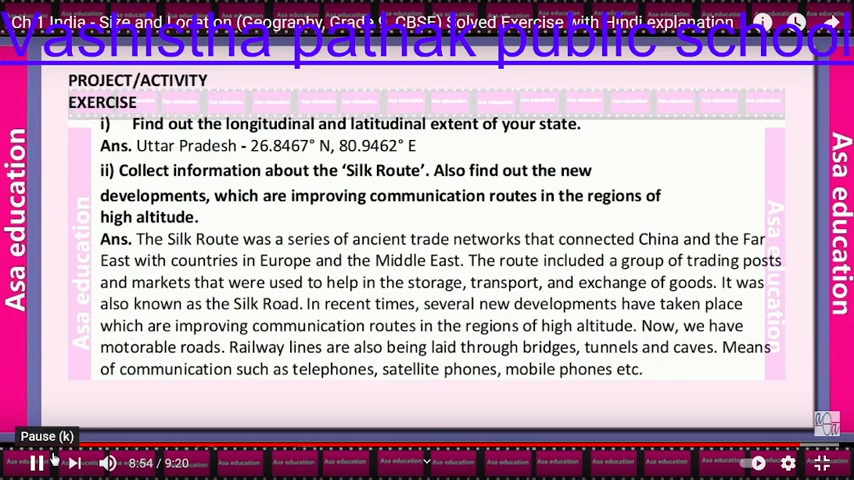 Ch 1 India - Size and Location (Geography, Grade 9, CBSE) Solved Exercise with Hindi explanation
Vashistha pathak public school
PROJECT/ACTIVITY
EXERCISE
i) Find out the longitudinal and latitudinal extent of your state.
Ans. Uttar Pradesh - 26.8467° N, 80.9462° E
ii) Collect information about the ‘Silk Route’. Also find out the new
developments, which are improving communication routes in the regions of
high altitude.
Ans. The Silk Route was a series of ancient trade networks that connected China and the Far
East with countries in Europe and the Middle East. The route included a group of trading posts
and markets that were used to help in the storage, transport, and exchange of goods. It was
also known as the Silk Road. In recent times, several new developments have taken place
which are improving communication routes in the regions of high altitude. Now, we have
motorable roads. Railway lines are also being laid through bridges, tunnels and caves. Means
of communication such as telephones, satellite phones, mobile phones etc.
Asa education
Asa education
Asa education
Asa education
Pause (k)
8:54 / 9:20